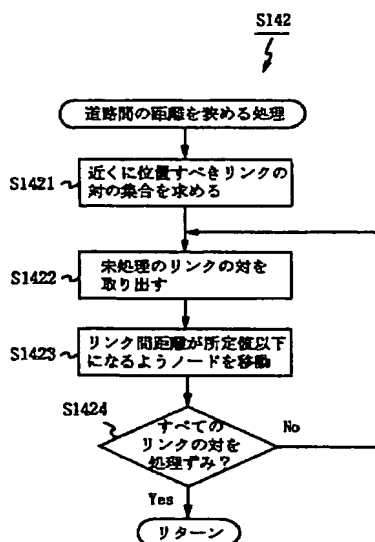 S142
道路間の距離を狭める処理
S1421
近くに位置すべきリンクの
対の集合を求める
S1422
未処理のリンクの対を
取り出す
S1423
リンク間距離が所定値以下
になるようノードを移動
S1424
すべての
リンクの対を
処理ずみ?
No
Yes
リターン